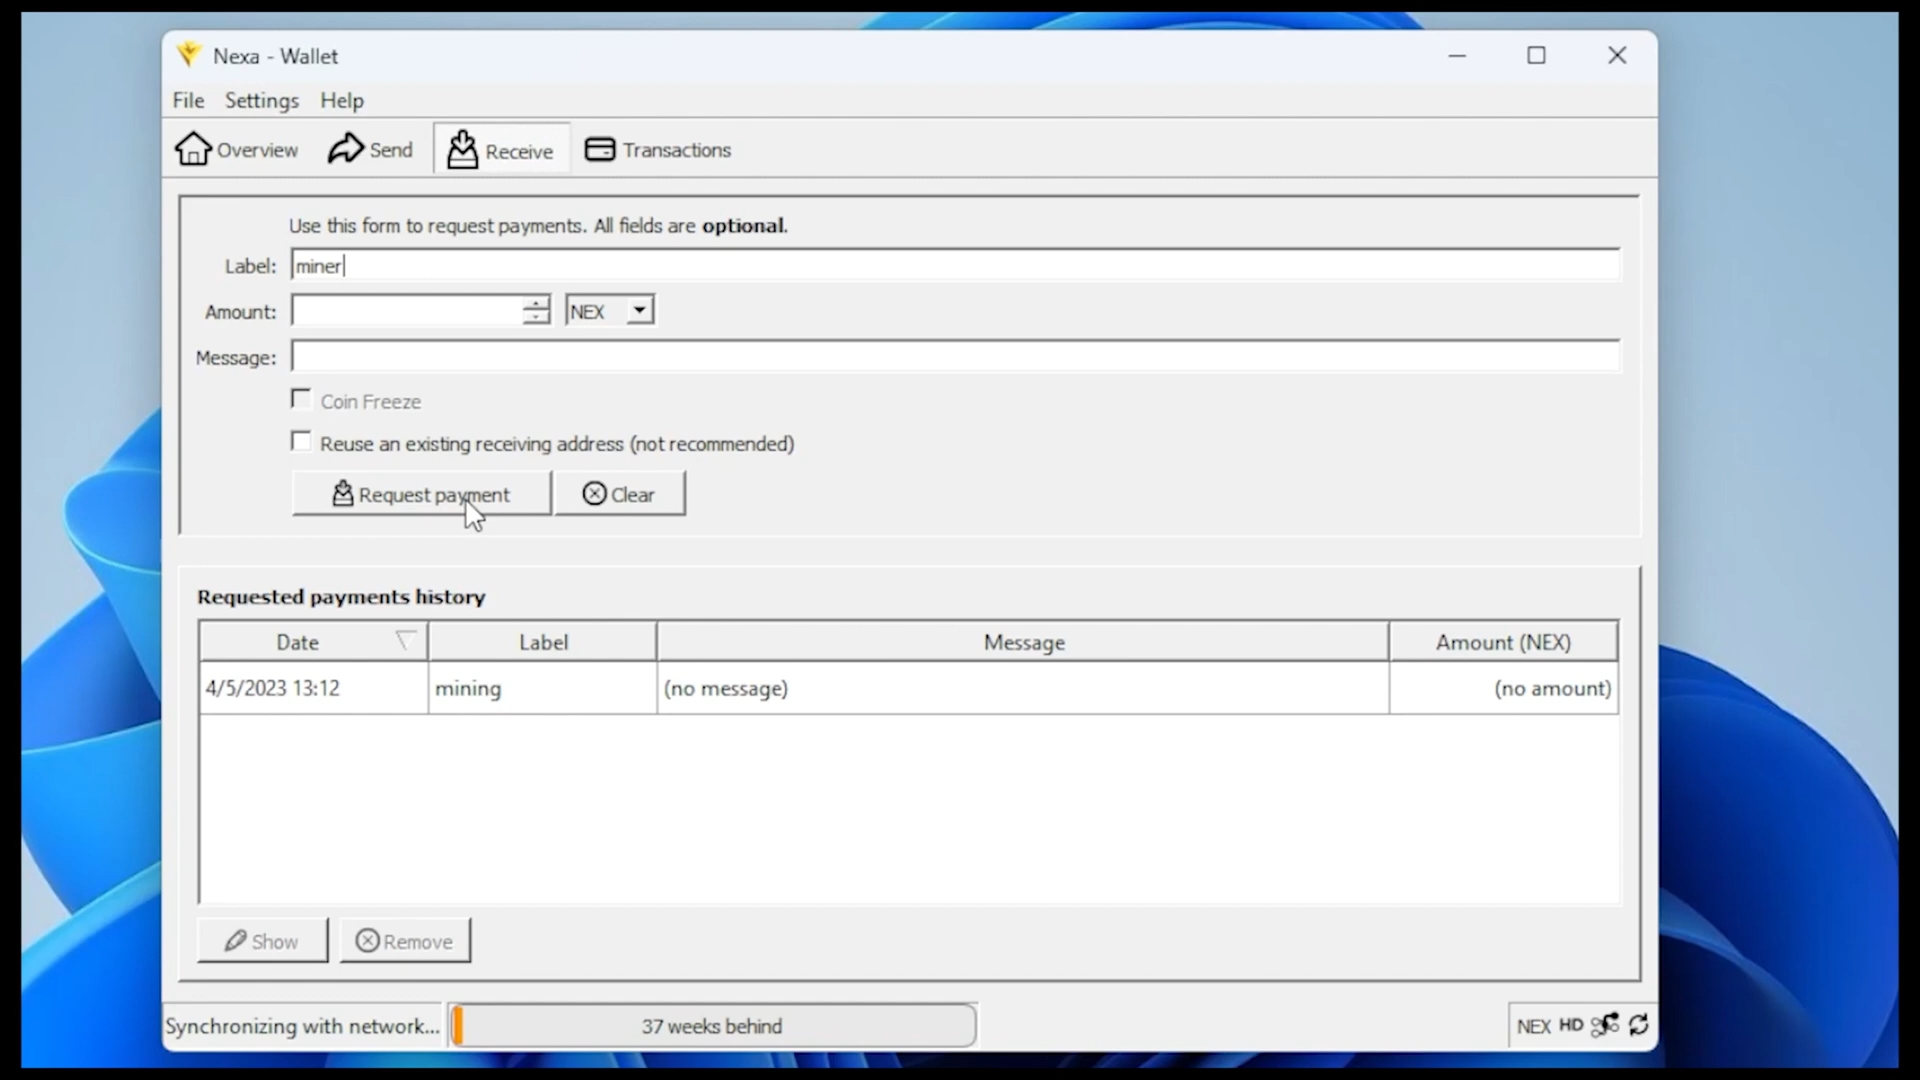 Nexa - Wallet
File Settings Help
Overview Send Receive Transactions
Use this form to request payments. All fields are optional.
Label: miner
Amount: NEX
Message:
Coin Freeze
Reuse an existing receiving address (not recommended)
Request payment Clear
Requested payments history
Date Label Message Amount (NEX)
4/5/2023 13:12 mining (no message) (no amount)
Show Remove
Synchronizing with network... 37 weeks behind NEX HD